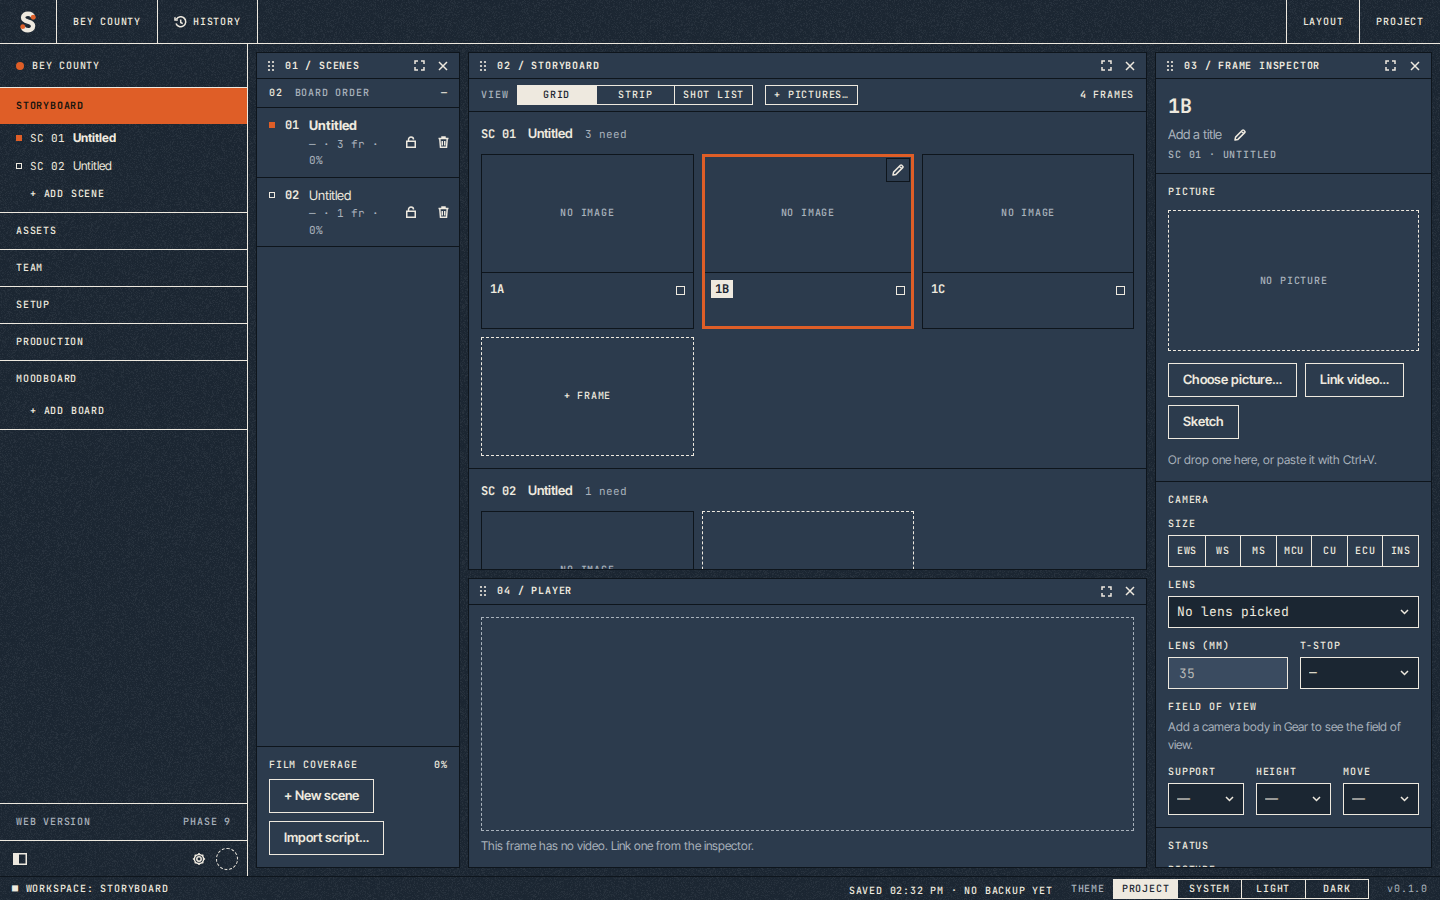 S
BEY COUNTY
HISTORY
LAYOUT
PROJECT
BEY COUNTY
STORYBOARD
SC 01 Untitled
SC 02 Untitled
+ ADD SCENE
ASSETS
TEAM
SETUP
PRODUCTION
MOODBOARD
+ ADD BOARD
WEB VERSION
PHASE 9
01 / SCENES
02 BOARD ORDER —
01 Untitled
— · 3 fr ·
0%
02 Untitled
— · 1 fr ·
0%
FILM COVERAGE 0%
+ New scene
Import script...
02 / STORYBOARD
VIEW GRID STRIP SHOT LIST + PICTURES… 4 FRAMES
SC 01 Untitled 3 need
NO IMAGE
NO IMAGE
NO IMAGE
1A
1B
1C
+ FRAME
SC 02 Untitled 1 need
NO IMAGE
04 / PLAYER
This frame has no video. Link one from the inspector.
03 / FRAME INSPECTOR
1B
Add a title
SC 01 · UNTITLED
PICTURE
NO PICTURE
Choose picture...
Link video...
Sketch
Or drop one here, or paste it with Ctrl+V.
CAMERA
SIZE
EWS WS MS MCU CU ECU INS
LENS
No lens picked
LENS (MM) T-STOP
35 —
FIELD OF VIEW
Add a camera body in Gear to see the field of
view.
SUPPORT HEIGHT MOVE
— — —
STATUS
PICTURE
WORKSPACE: STORYBOARD
SAVED 02:32 PM · NO BACKUP YET
THEME PROJECT SYSTEM LIGHT DARK
v0.1.0